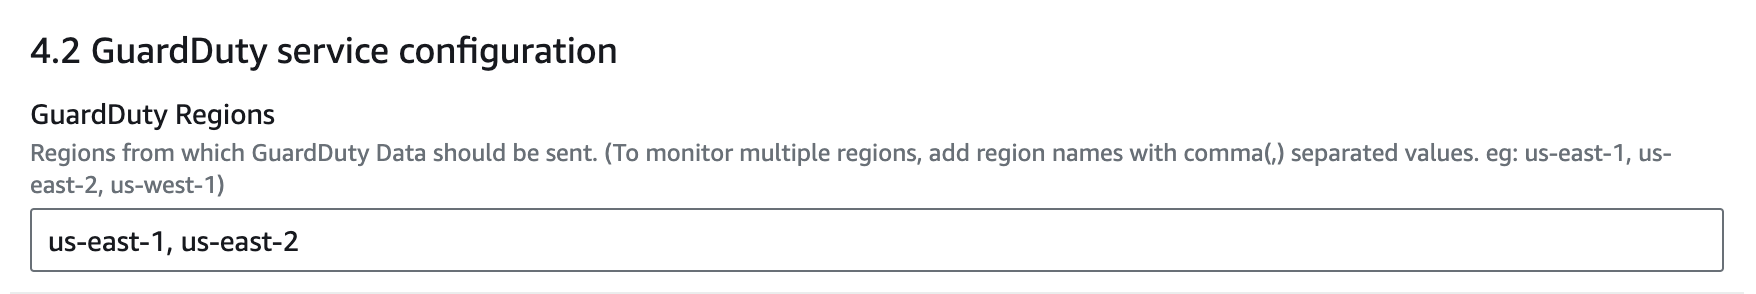 4.2 GuardDuty service configuration
GuardDuty Regions
Regions from which GuardDuty Data should be sent. (To monitor multiple regions, add region names with comma(,) separated values. eg: us-east-1, us-
east-2, us-west-1)
us-east-1, us-east-2